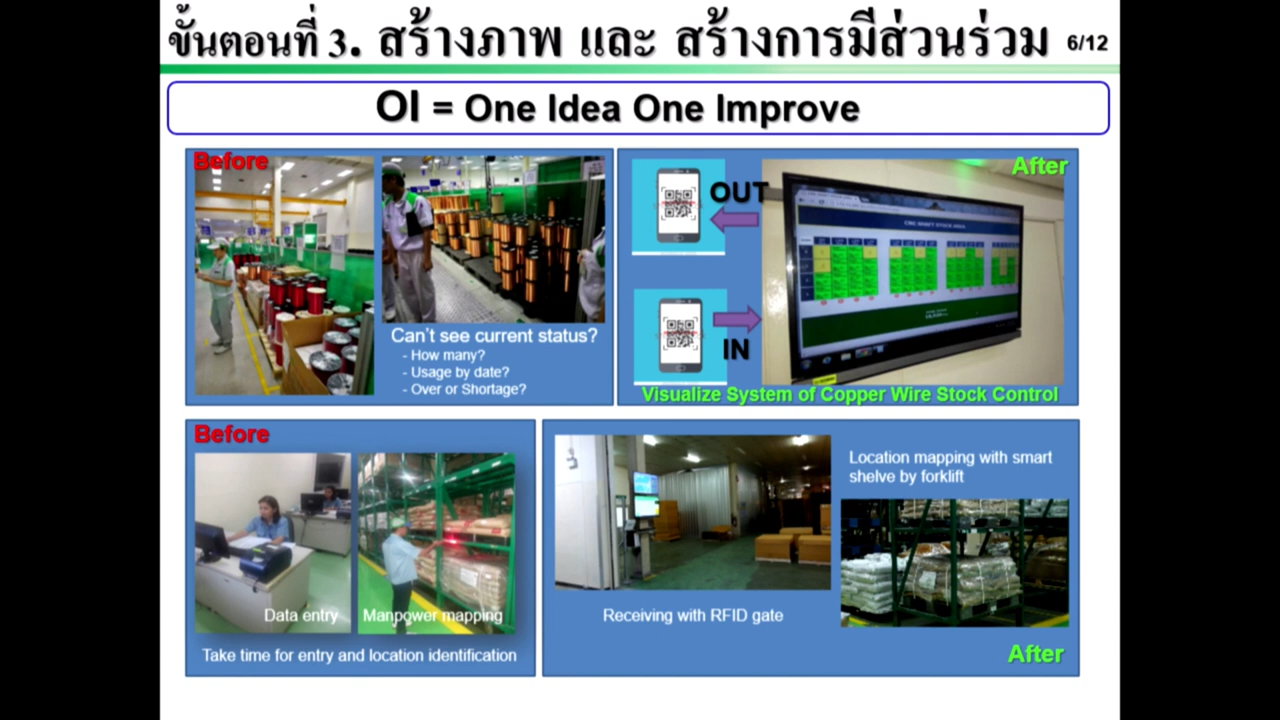 ขั้นตอนที่ 3. สร้างภาพ และ สร้างการมีส่วนร่วม 6/12
OI = One Idea One Improve
Before
Can't see current status?
- How many?
- Usage by date?
- Over or Shortage?
After
OUT
IN
Visualize System of Copper Wire Stock Control
Before
Data entry
Manpower mapping
Take time for entry and location identification
Location mapping with smart
shelve by forklift
Receiving with RFID gate
After